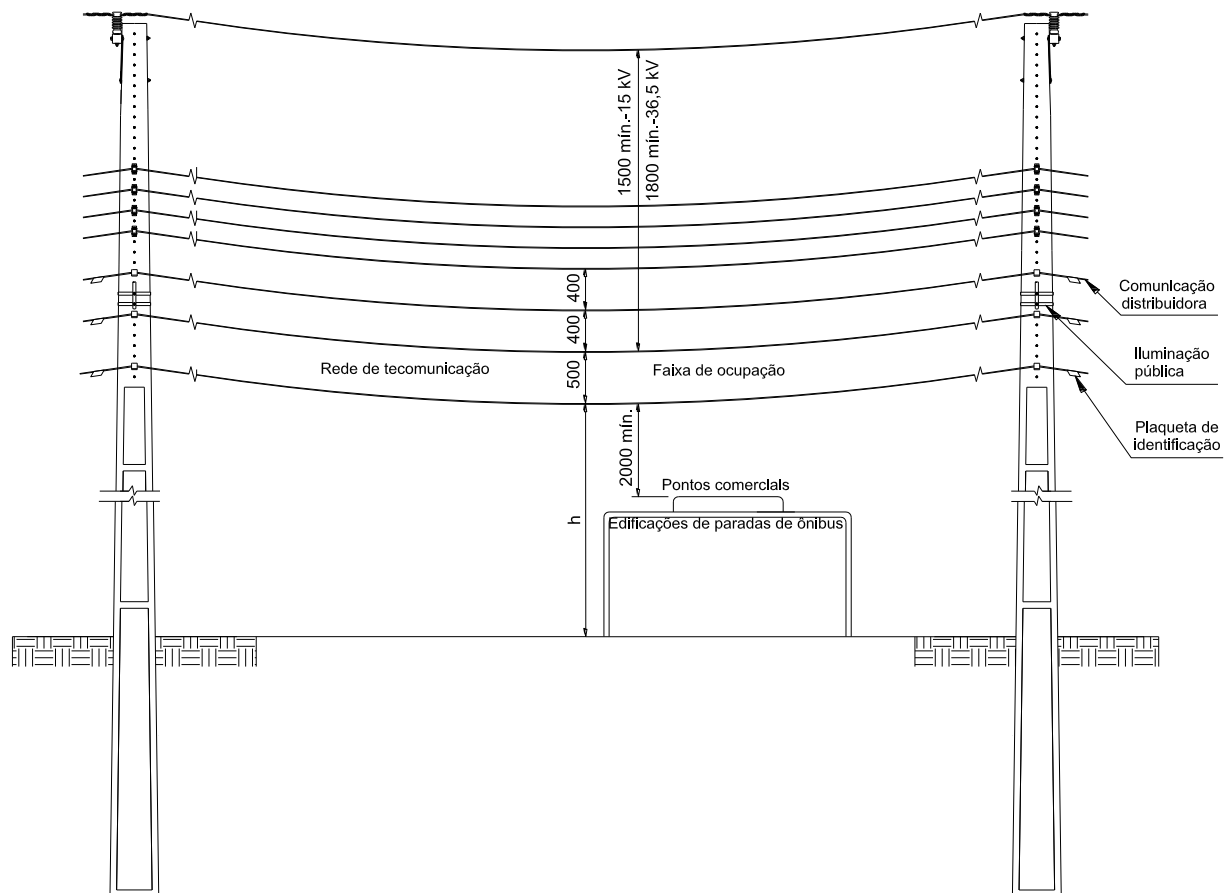 1500 mín.-15 kV
1800 mín.-36,5 kV
400
400
500
Comunicação
distribuidora
Iluminação
pública
Rede de tecomunicação
Faixa de ocupação
Plaqueta de
identificação
2000 mín.
h
Pontos comerciais
Edificações de paradas de ônibus